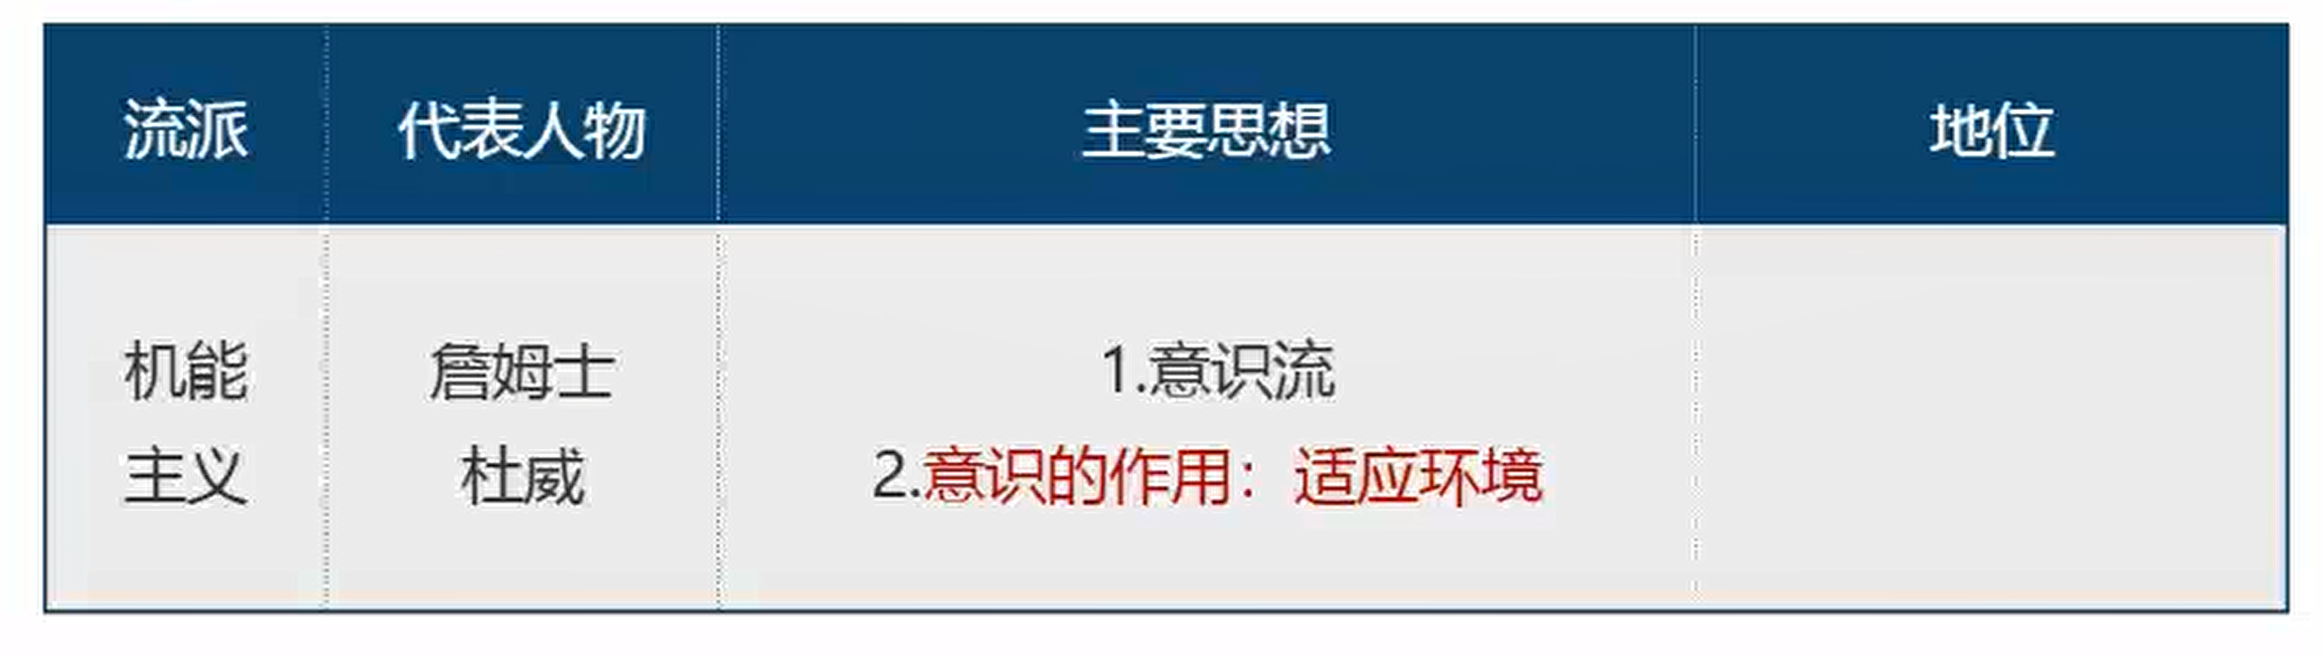 流派 代表人物 主要思想 地位
机能 詹姆士 1.意识流
主义 杜威 2.意识的作用：适应环境